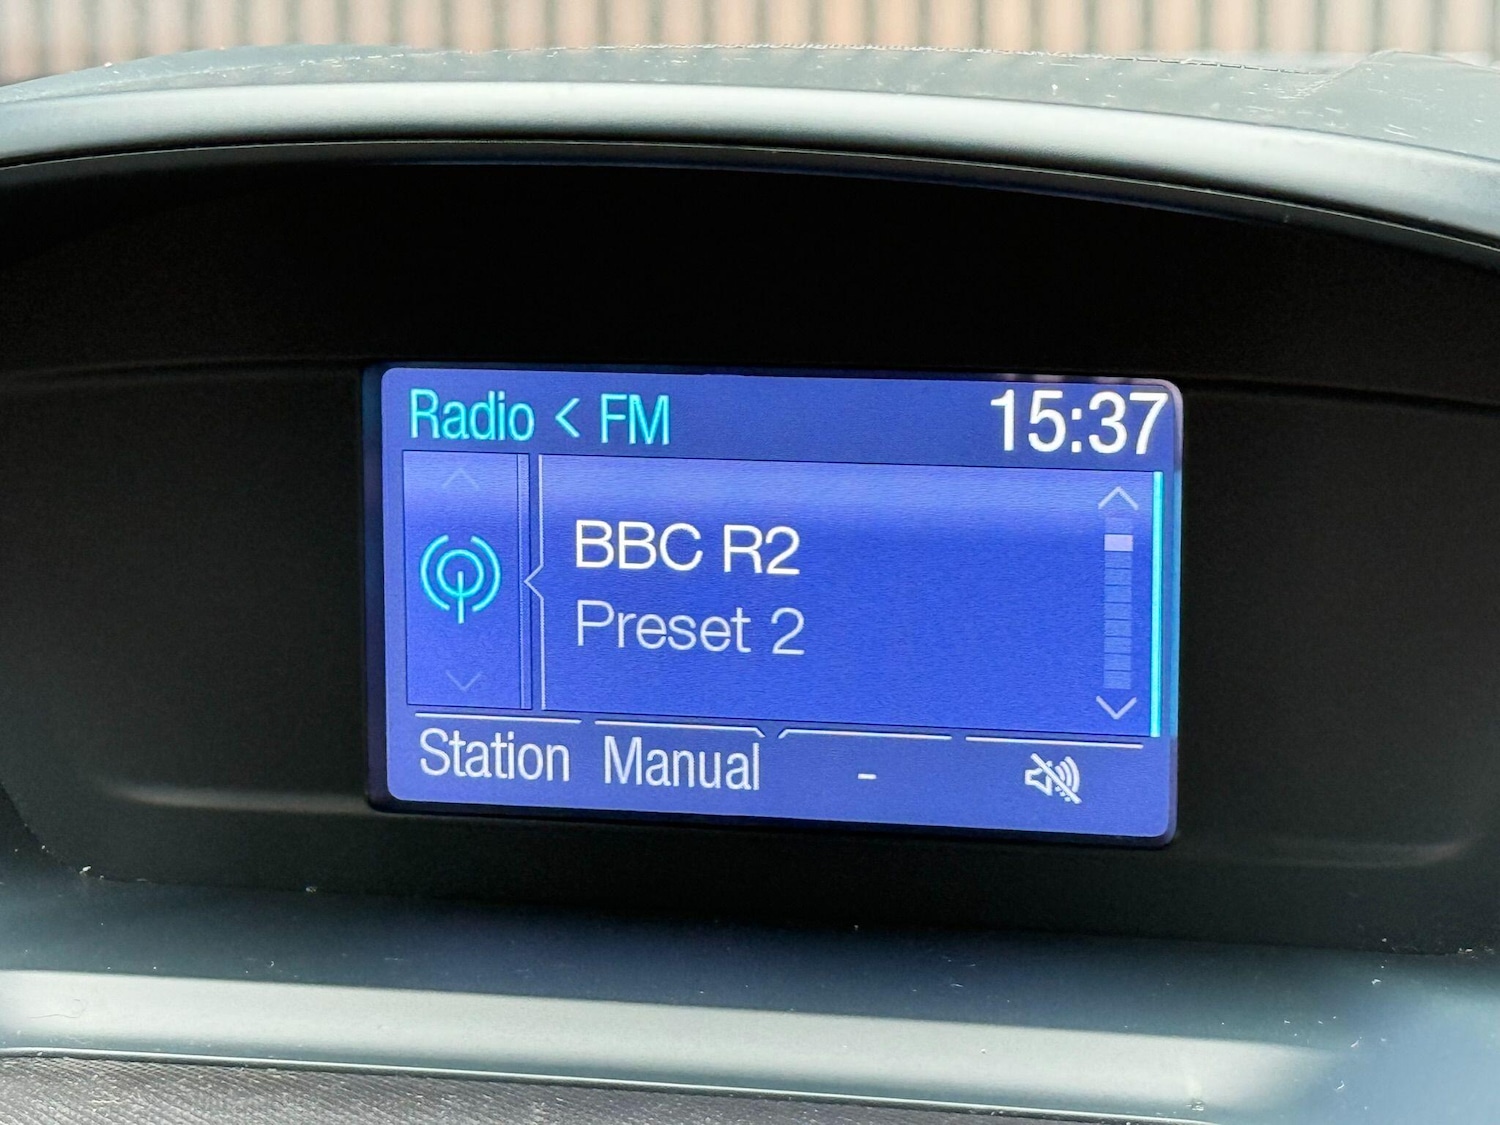 Radio < FM 15:37
BBC R2
Preset 2
Station Manual -